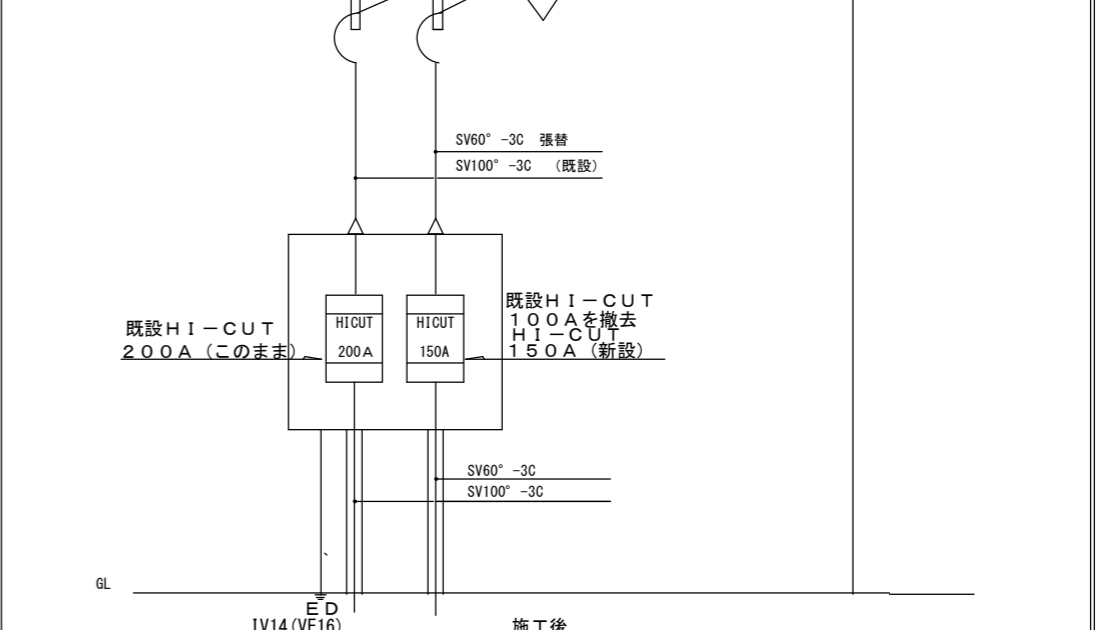 SV60°-3C 張替
SV100°-3C (既設)
既設HI-CUT
200A(このまま)
HICUT
200A
HICUT
150A
既設HI-CUT
100Aを撤去
HI-CUT
150A(新設)
SV60°-3C
SV100°-3C
GL
ED
IV14(VE16)
施工後